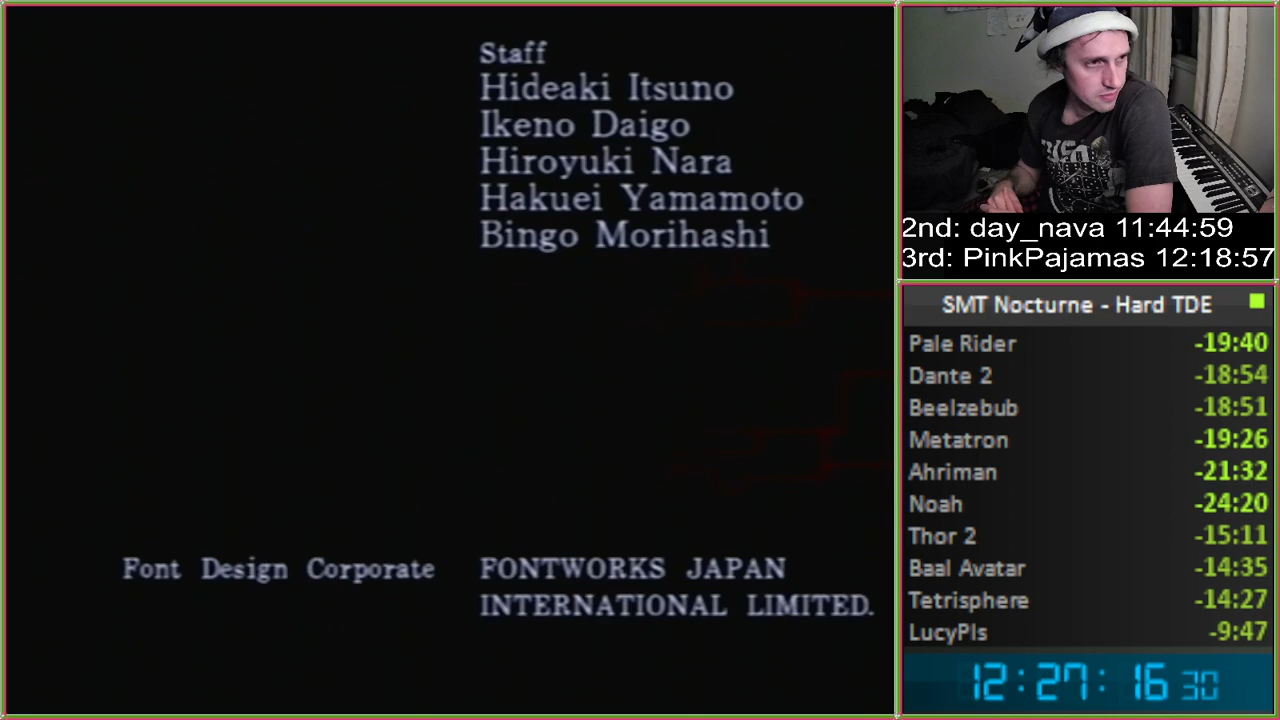 Staff
Hideaki Itsuno
Ikeno Daigo
Hiroyuki Nara
Hakuei Yamamoto
Bingo Morihashi
Font Design Corporate FONTWORKS JAPAN
INTERNATIONAL LIMITED.
2nd: day_nava 11:44:59
3rd: PinkPajamas 12:18:57
SMT Nocturne - Hard TDE
Pale Rider -19:40
Dante 2 -18:54
Beelzebub -18:51
Metatron -19:26
Ahriman -21:32
Noah -24:20
Thor 2 -15:11
Baal Avatar -14:35
Tetrisphere -14:27
LucyPls -9:47
12:27:16 30